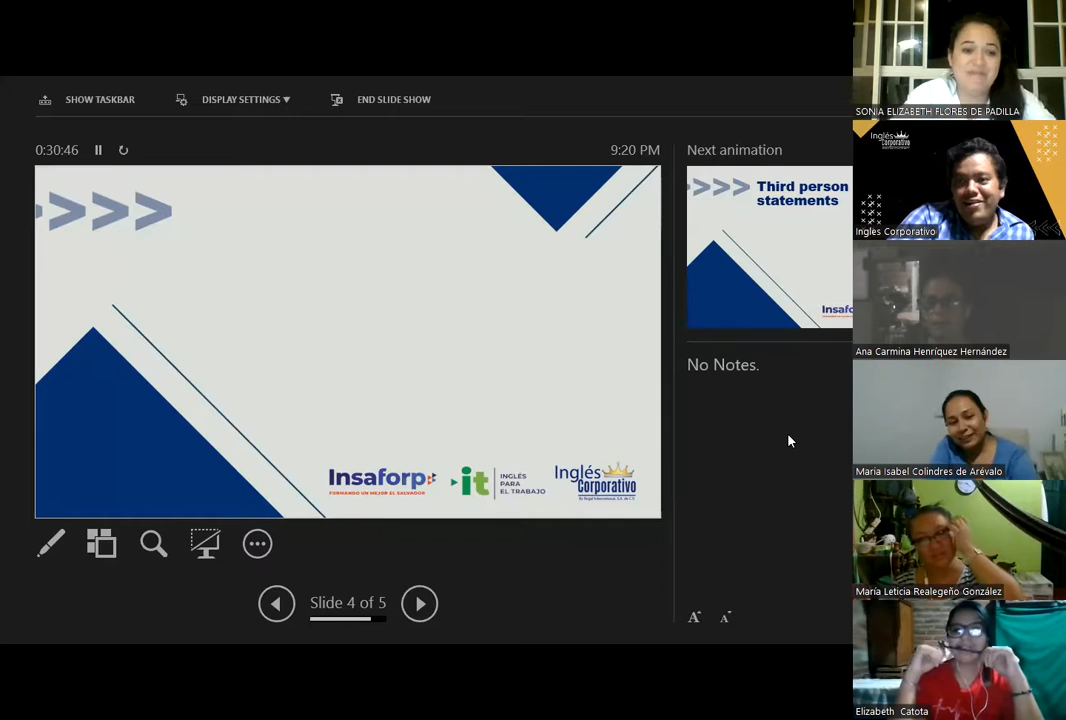 SHOW TASKBAR
DISPLAY SETTINGS ▼
END SLIDE SHOW
0:30:46
9:20 PM
Next animation
Third person
statements
Insafo
Insaforp
FORMANDO UN MEJOR EL SALVADOR
it
INGLÉS
PARA
EL TRABAJO
Inglés
Corporativo
No Notes.
Slide 4 of 5
A
A
SONIA ELIZABETH FLORES DE PADILLA
Inglés
Corporativo
Ingles Corporativo
Ana Carmina Henríquez Hernández
Maria Isabel Colindres de Arévalo
María Leticia Realegeño González
Elizabeth Catota